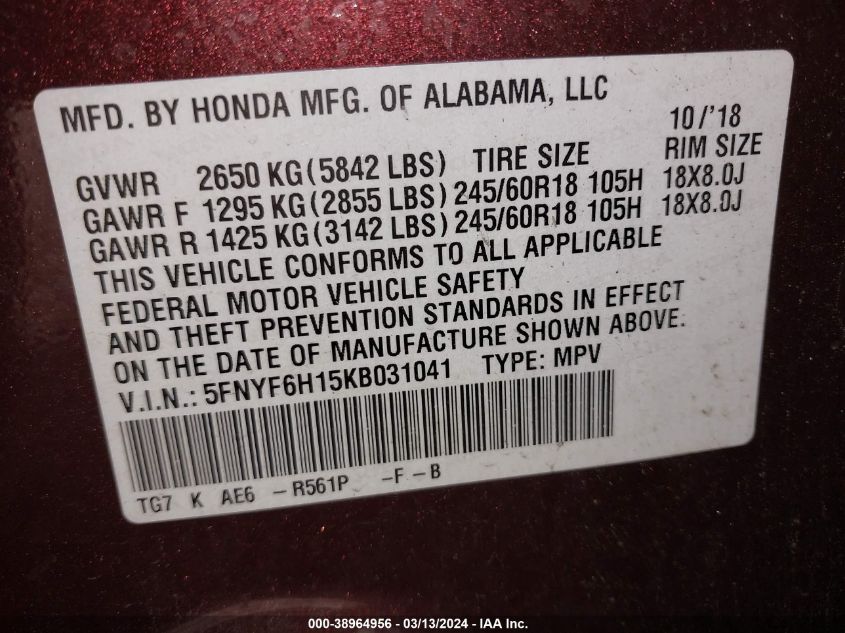 MFD. BY HONDA MFG. OF ALABAMA, LLC
10/'18
GVWR 2650 KG(5842 LBS) TIRE SIZE RIM SIZE
GAWR F 1295 KG(2855 LBS) 245/60R18 105H 18X8.0J
GAWR R 1425 KG(3142 LBS) 245/60R18 105H 18X8.0J
THIS VEHICLE CONFORMS TO ALL APPLICABLE
FEDERAL MOTOR VEHICLE SAFETY
AND THEFT PREVENTION STANDARDS IN EFFECT
ON THE DATE OF MANUFACTURE SHOWN ABOVE.
V.I.N.: 5FNYF6H15KB031041 TYPE: MPV
TG7 K AE6 -R561P -F-B
000-38964956 - 03/13/2024 - IAA Inc.